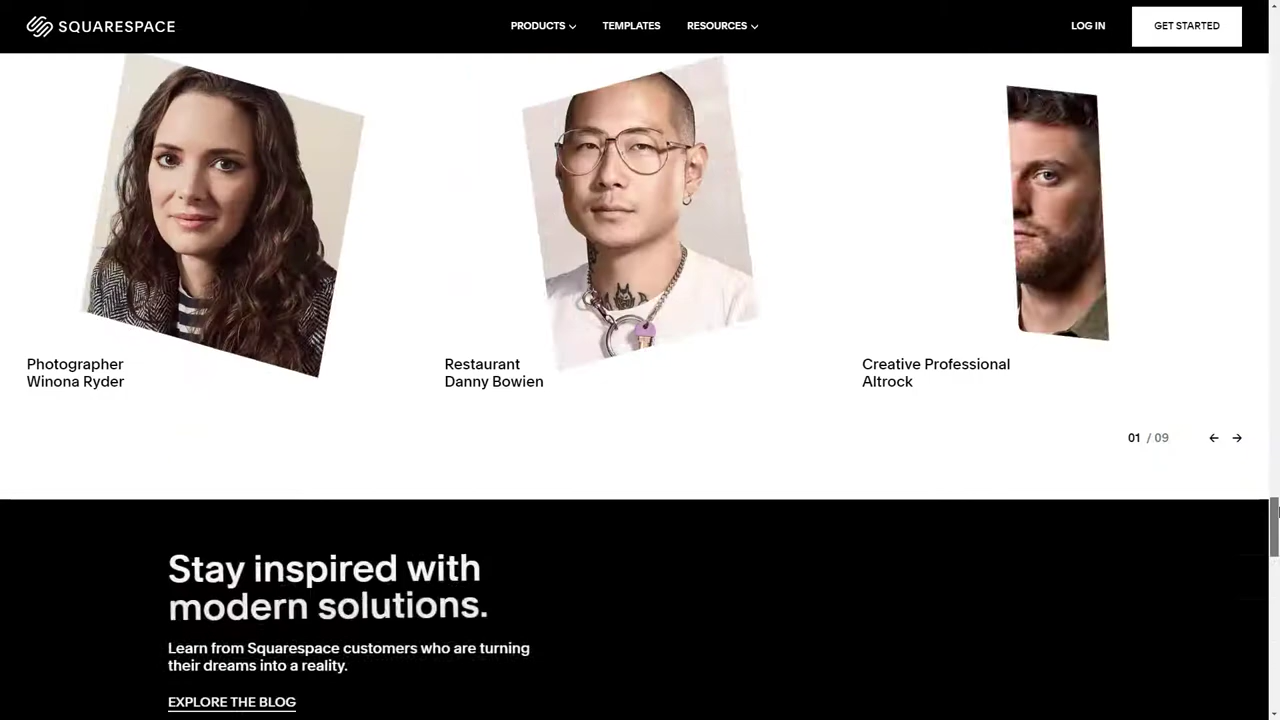 SQUARESPACE
PRODUCTS
TEMPLATES
RESOURCES
LOG IN
GET STARTED
Photographer
Winona Ryder
Restaurant
Danny Bowien
Creative Professional
Altrock
01 / 09
Stay inspired with
modern solutions.
Learn from Squarespace customers who are turning
their dreams into a reality.
EXPLORE THE BLOG